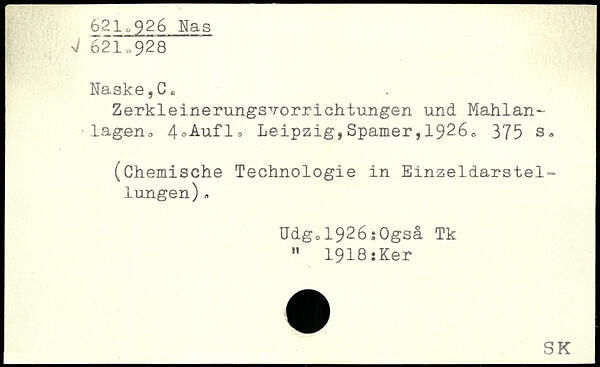 621.926 Nas
√ 621.928
Naske,C.
Zerkleinerungsvorrichtungen und Mahlan-
lagen. 4.Aufl. Leipzig,Spamer,1926. 375 s.
(Chemische Technologie in Einzeldarstel-
lungen).
Udg.1926:Også Tk
" 1918:Ker
SK